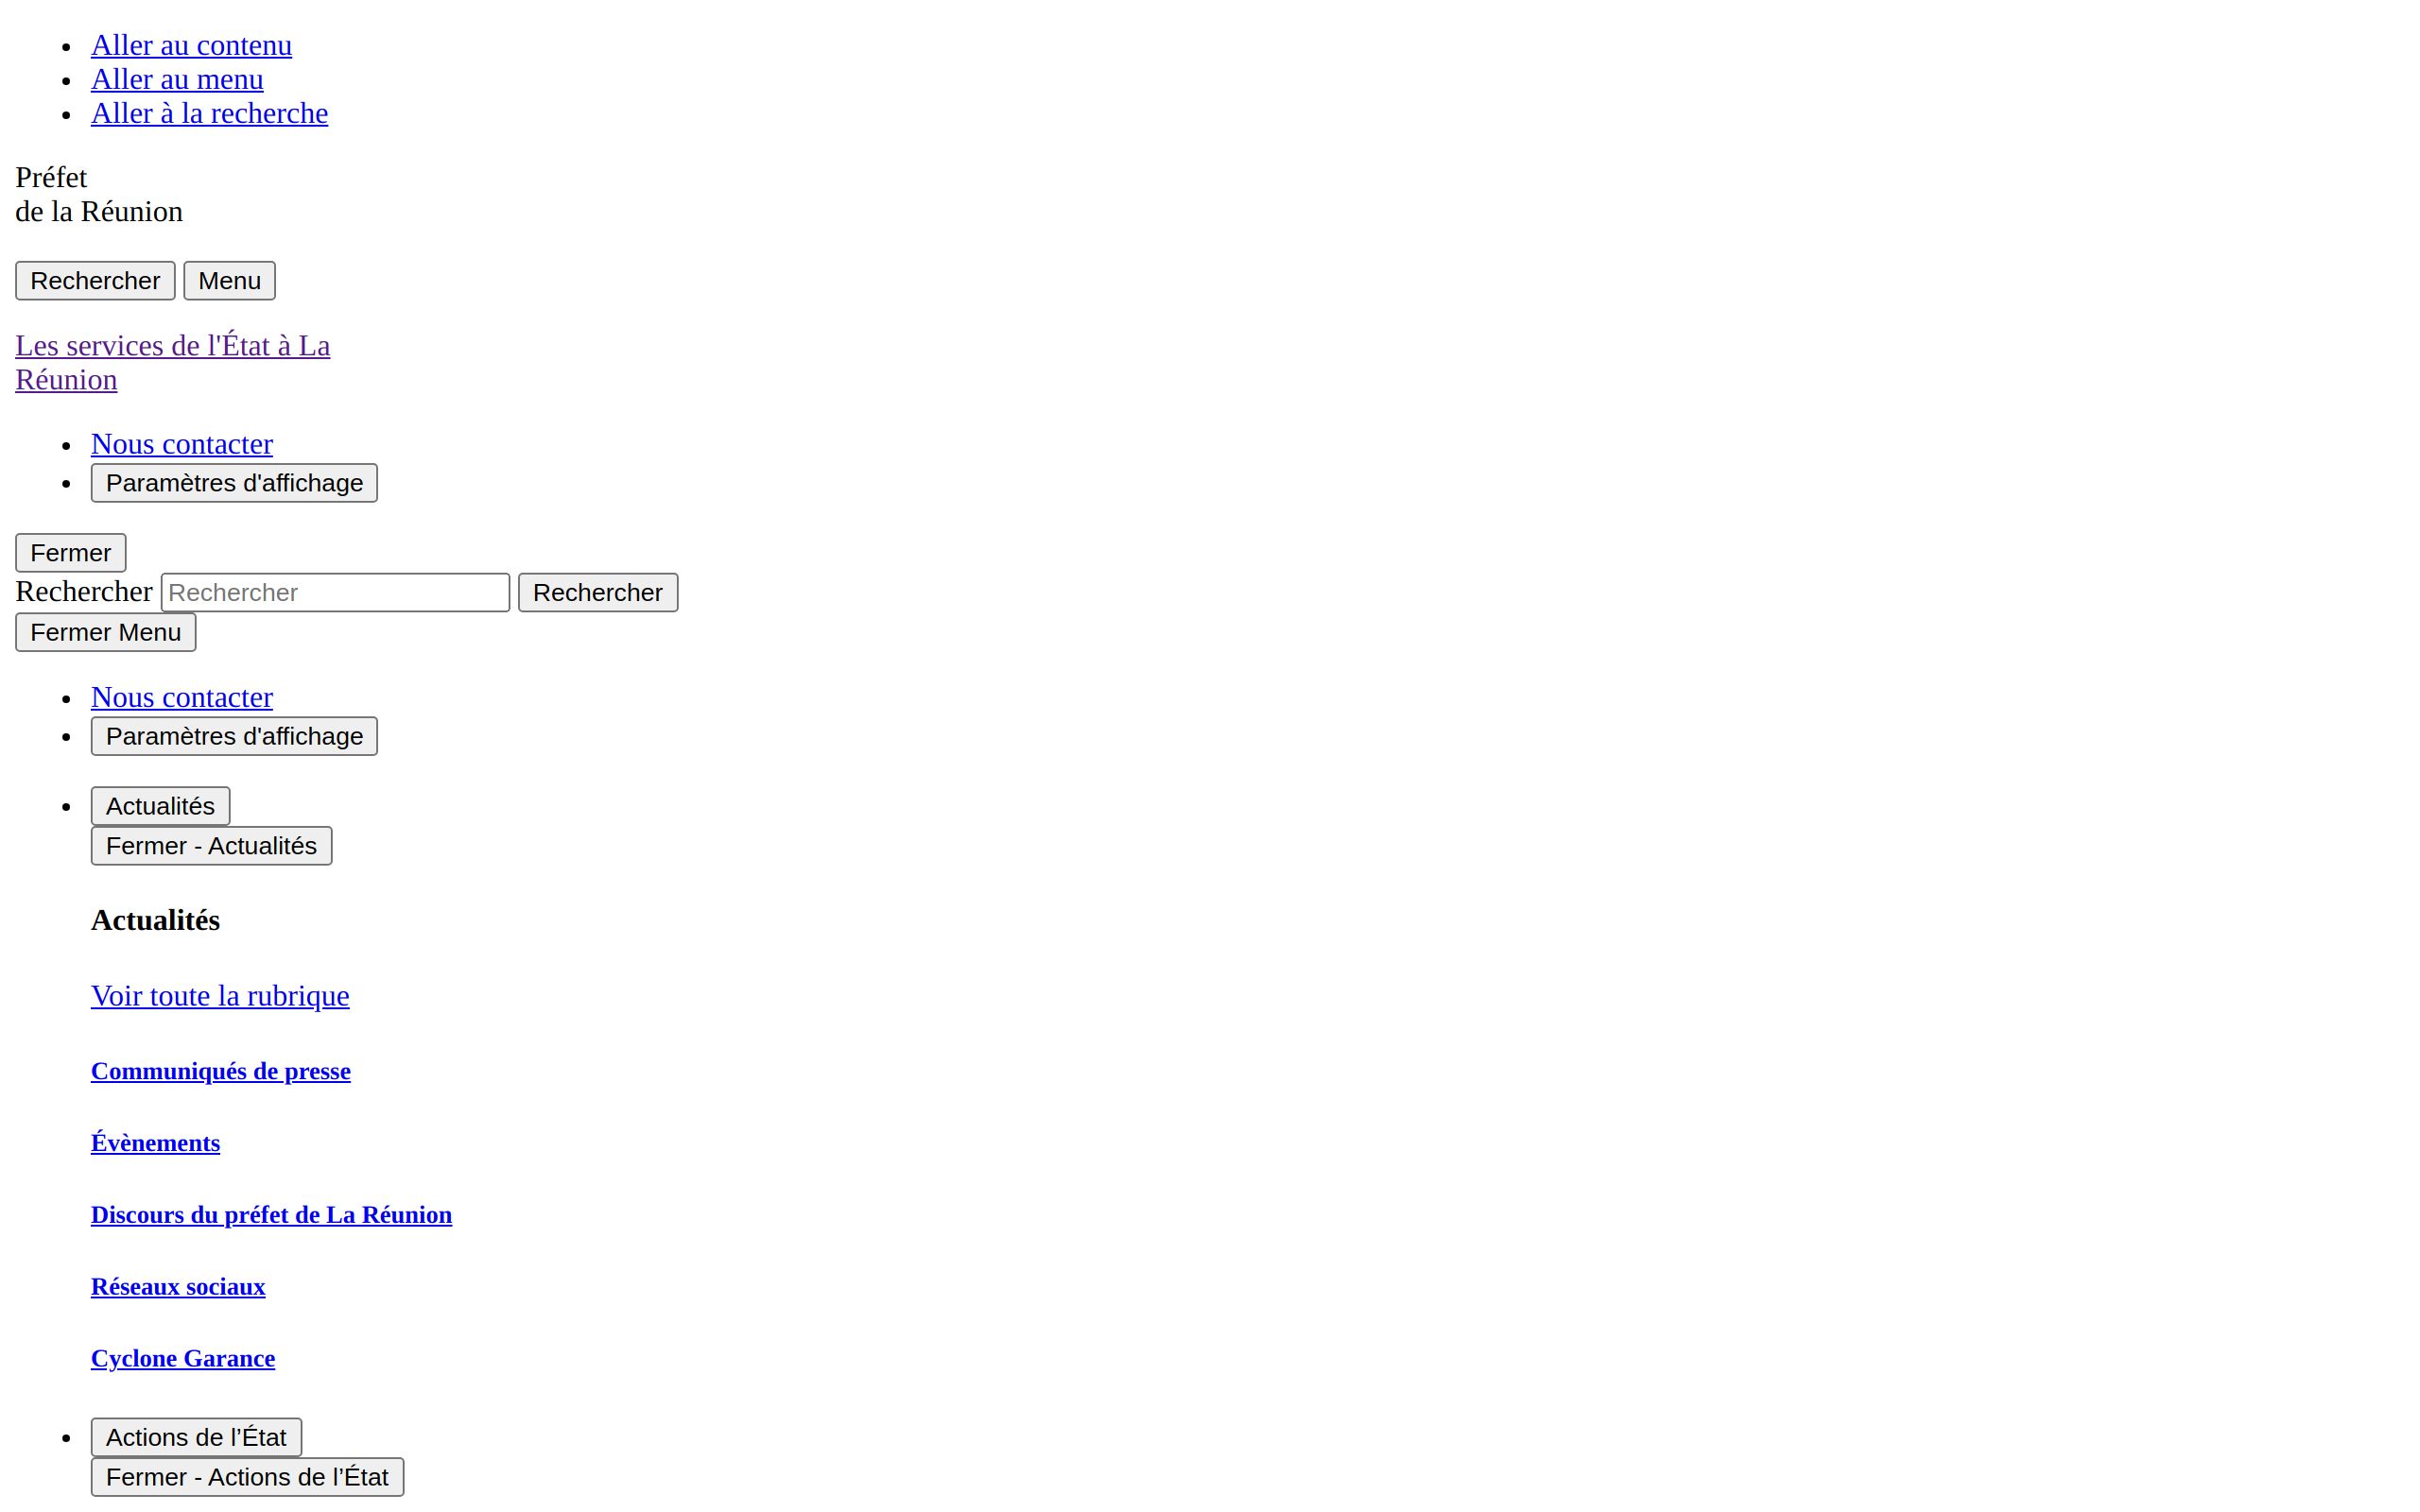 Aller au contenu
Aller au menu
Aller à la recherche
Préfet
de la Réunion
Rechercher Menu
Les services de l'État à La
Réunion
Nous contacter
Paramètres d'affichage
Fermer
Rechercher Rechercher Rechercher
Fermer Menu
Nous contacter
Paramètres d'affichage
Actualités
Fermer - Actualités
Actualités
Voir toute la rubrique
Communiqués de presse
Évènements
Discours du préfet de La Réunion
Réseaux sociaux
Cyclone Garance
Actions de l’État
Fermer - Actions de l’État